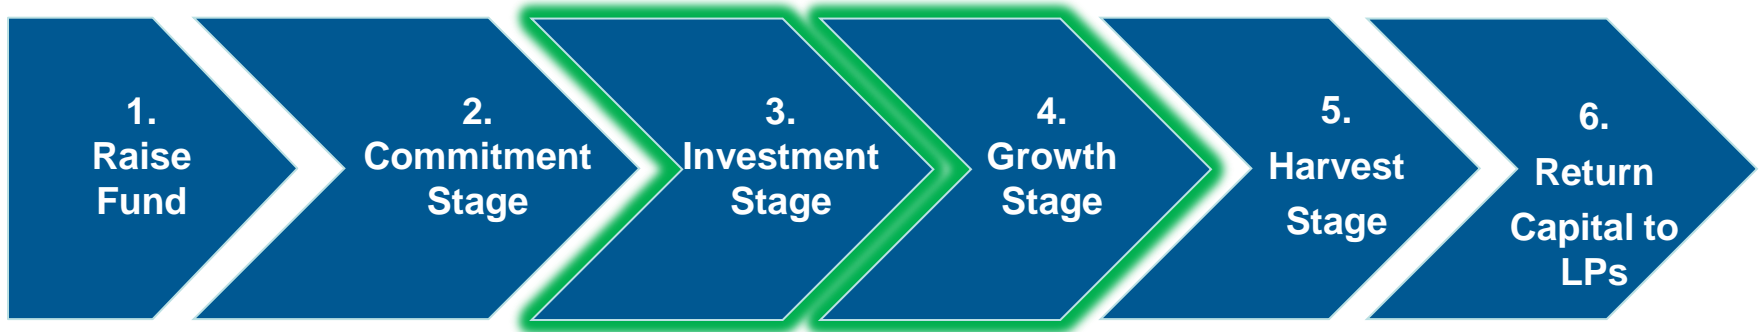 1.
Raise
Fund
2.
Commitment
Stage
3.
Investment
Stage
4.
Growth
Stage
5.
Harvest
Stage
6.
Return
Capital to
LPs